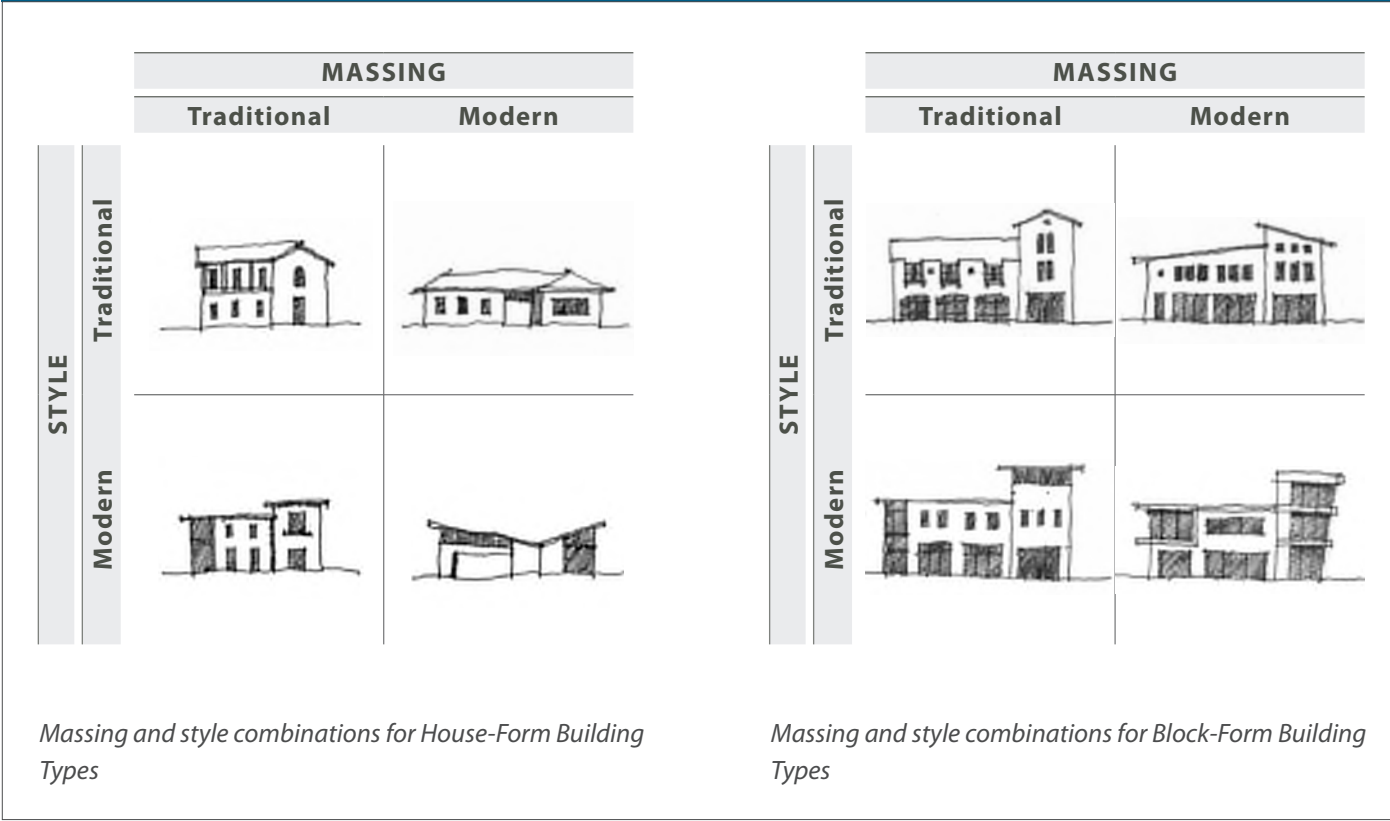 MASSING
Traditional Modern
STYLE
Traditional
Modern
Massing and style combinations for House-Form Building
Types
MASSING
Traditional Modern
STYLE
Traditional
Modern
Massing and style combinations for Block-Form Building
Types